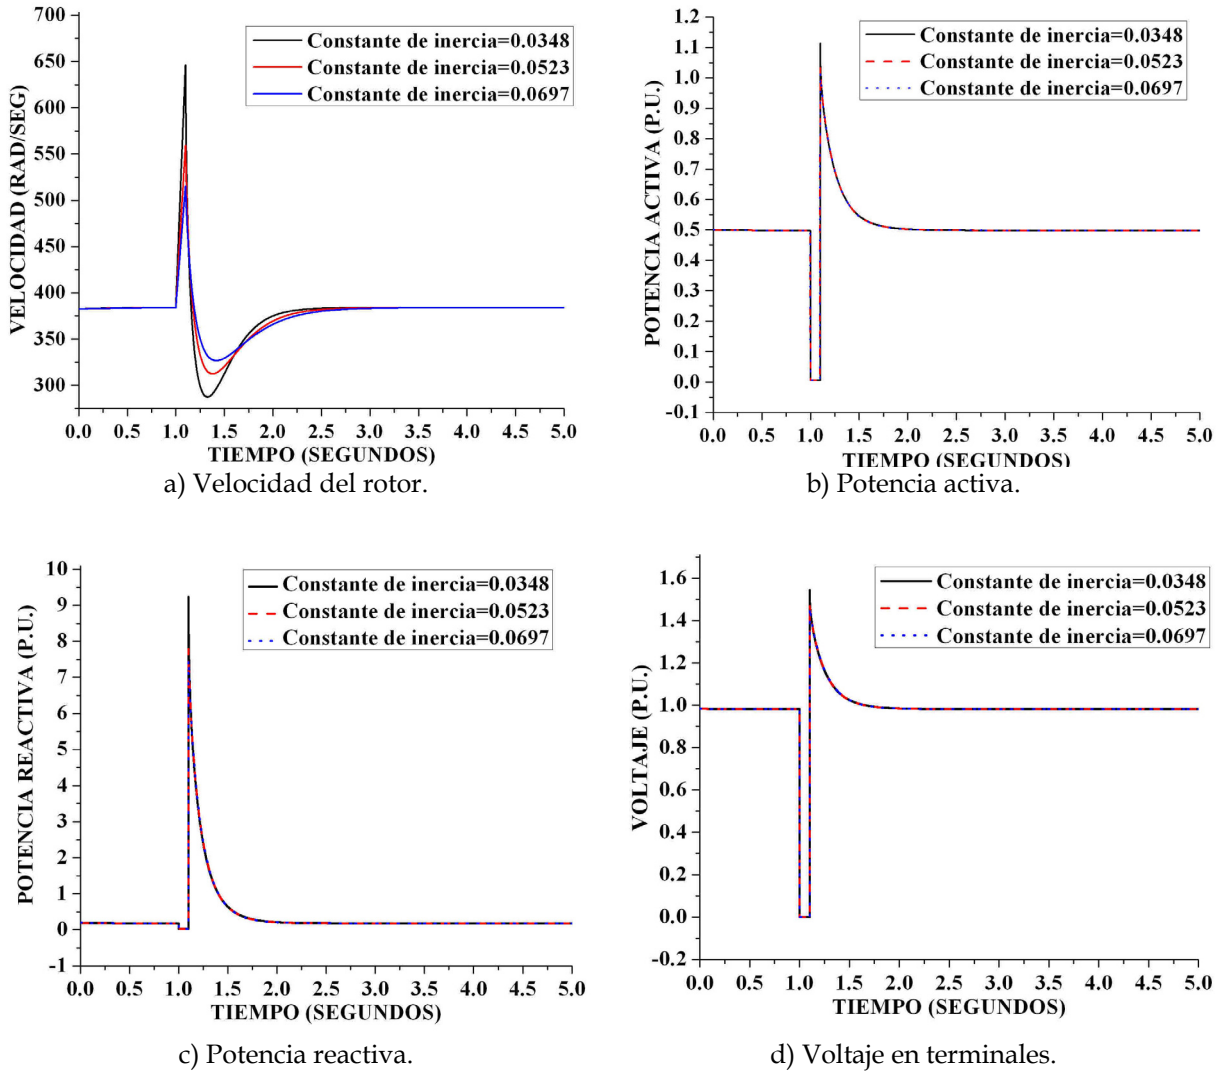 700
650
600
550
500
450
400
350
300
VELOCIDAD (RAD/SEG)
Constante de inercia=0.0348
Constante de inercia=0.0523
Constante de inercia=0.0697
0.0 0.5 1.0 1.5 2.0 2.5 3.0 3.5 4.0 4.5 5.0
TIEMPO (SEGUNDOS)
a) Velocidad del rotor.
1.2
1.1
1.0
0.9
0.8
0.7
0.6
0.5
0.4
0.3
0.2
0.1
0.0
-0.1
POTENCIA ACTIVA (P.U.)
Constante de inercia=0.0348
Constante de inercia=0.0523
Constante de inercia=0.0697
0.0 0.5 1.0 1.5 2.0 2.5 3.0 3.5 4.0 4.5 5.0
TIEMPO (SEGUNDOS)
b) Potencia activa.
10
9
8
7
6
5
4
3
2
1
0
-1
POTENCIA REACTIVA (P.U.)
Constante de inercia=0.0348
Constante de inercia=0.0523
Constante de inercia=0.0697
0.0 0.5 1.0 1.5 2.0 2.5 3.0 3.5 4.0 4.5 5.0
TIEMPO (SEGUNDOS)
c) Potencia reactiva.
1.6
1.4
1.2
1.0
0.8
0.6
0.4
0.2
0.0
-0.2
VOLTAJE (P.U.)
Constante de inercia=0.0348
Constante de inercia=0.0523
Constante de inercia=0.0697
0.0 0.5 1.0 1.5 2.0 2.5 3.0 3.5 4.0 4.5 5.0
TIEMPO (SEGUNDOS)
d) Voltaje en terminales.